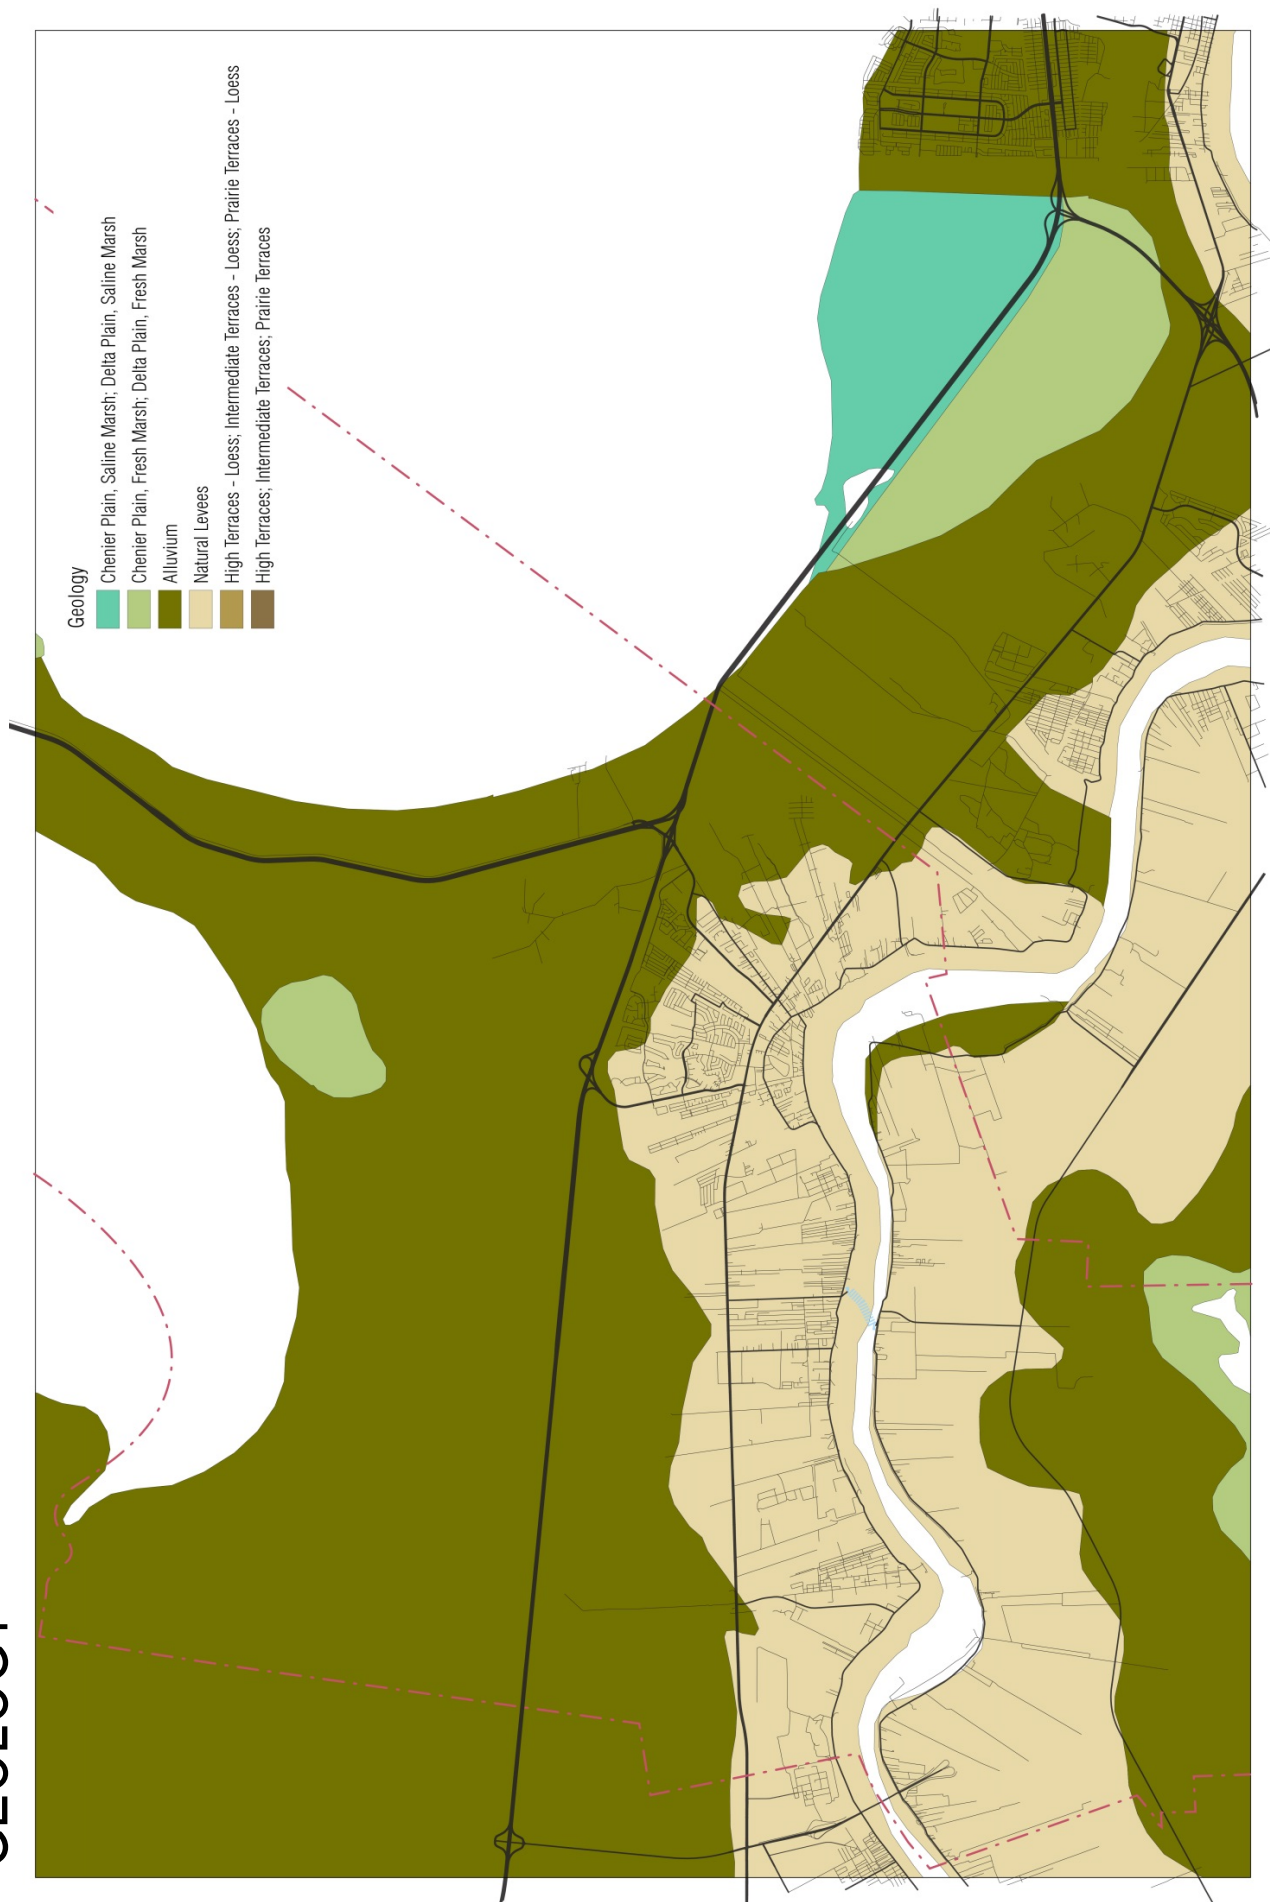 GEOLOGY
Geology
Chenier Plain, Saline Marsh; Delta Plain, Saline Marsh
Chenier Plain, Fresh Marsh; Delta Plain, Fresh Marsh
Alluvium
Natural Levees
High Terraces - Loess; Intermediate Terraces - Loess; Prairie Terraces - Loess
High Terraces; Intermediate Terraces; Prairie Terraces